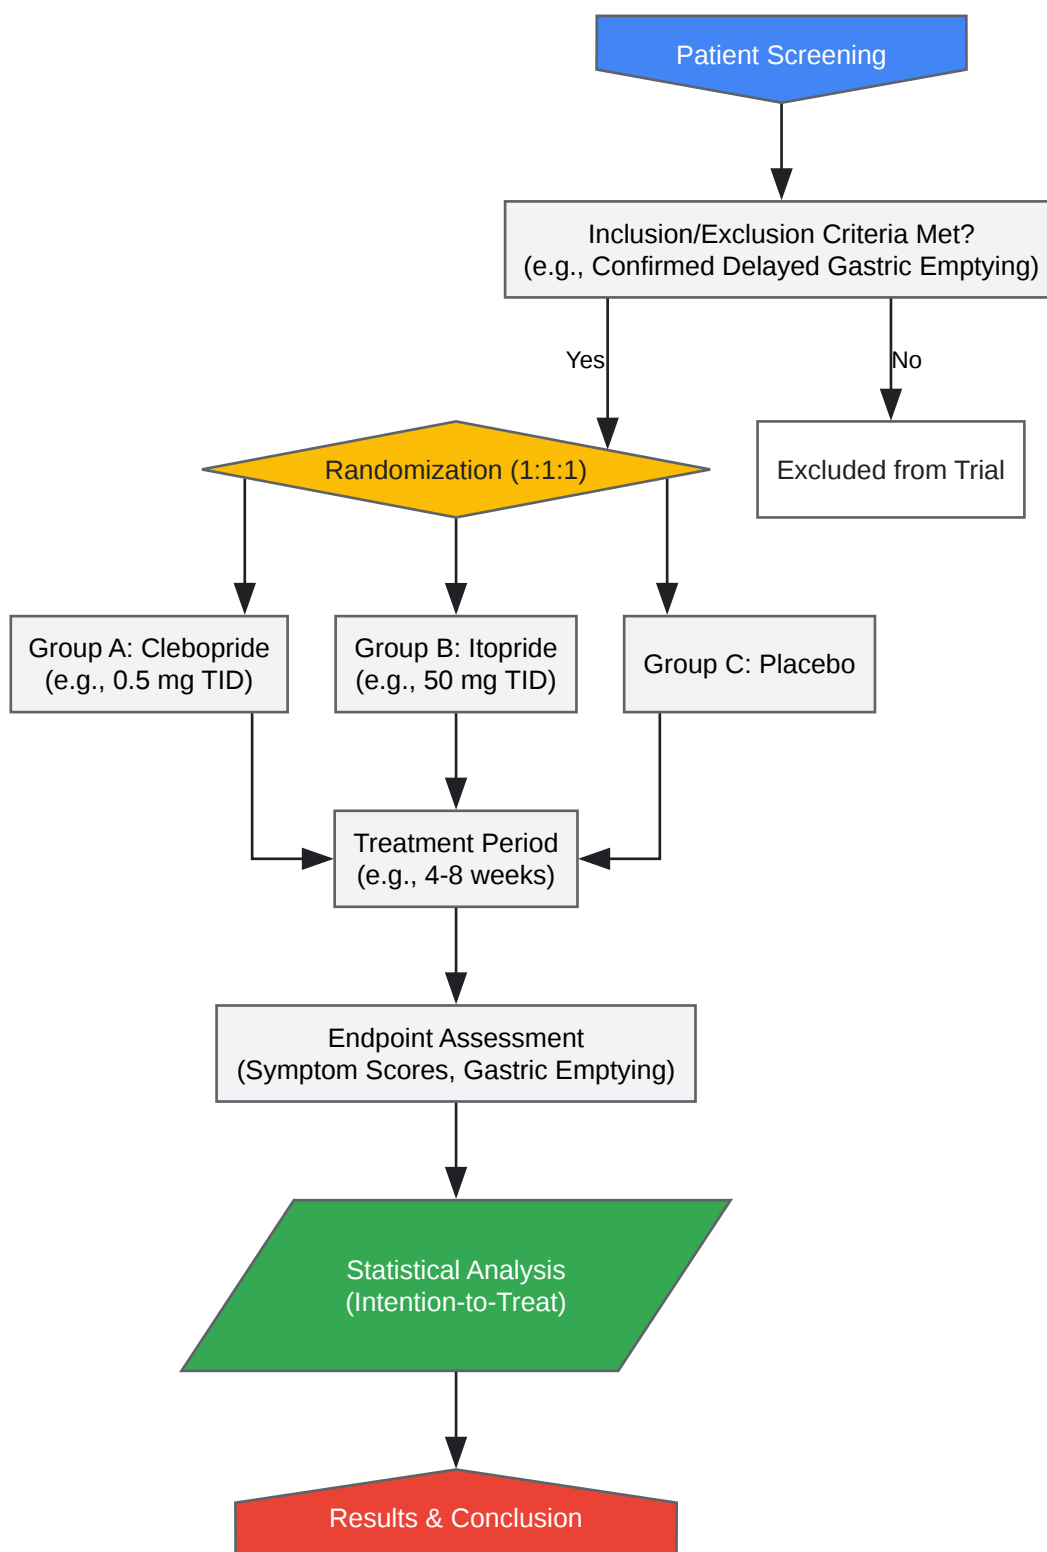 Patient Screening
Inclusion/Exclusion Criteria Met?
(e.g., Confirmed Delayed Gastric Emptying)
Yes
No
Randomization (1:1:1)
Excluded from Trial
Group A: Clebopride
(e.g., 0.5 mg TID)
Group B: Itopride
(e.g., 50 mg TID)
Group C: Placebo
Treatment Period
(e.g., 4-8 weeks)
Endpoint Assessment
(Symptom Scores, Gastric Emptying)
Statistical Analysis
(Intention-to-Treat)
Results & Conclusion